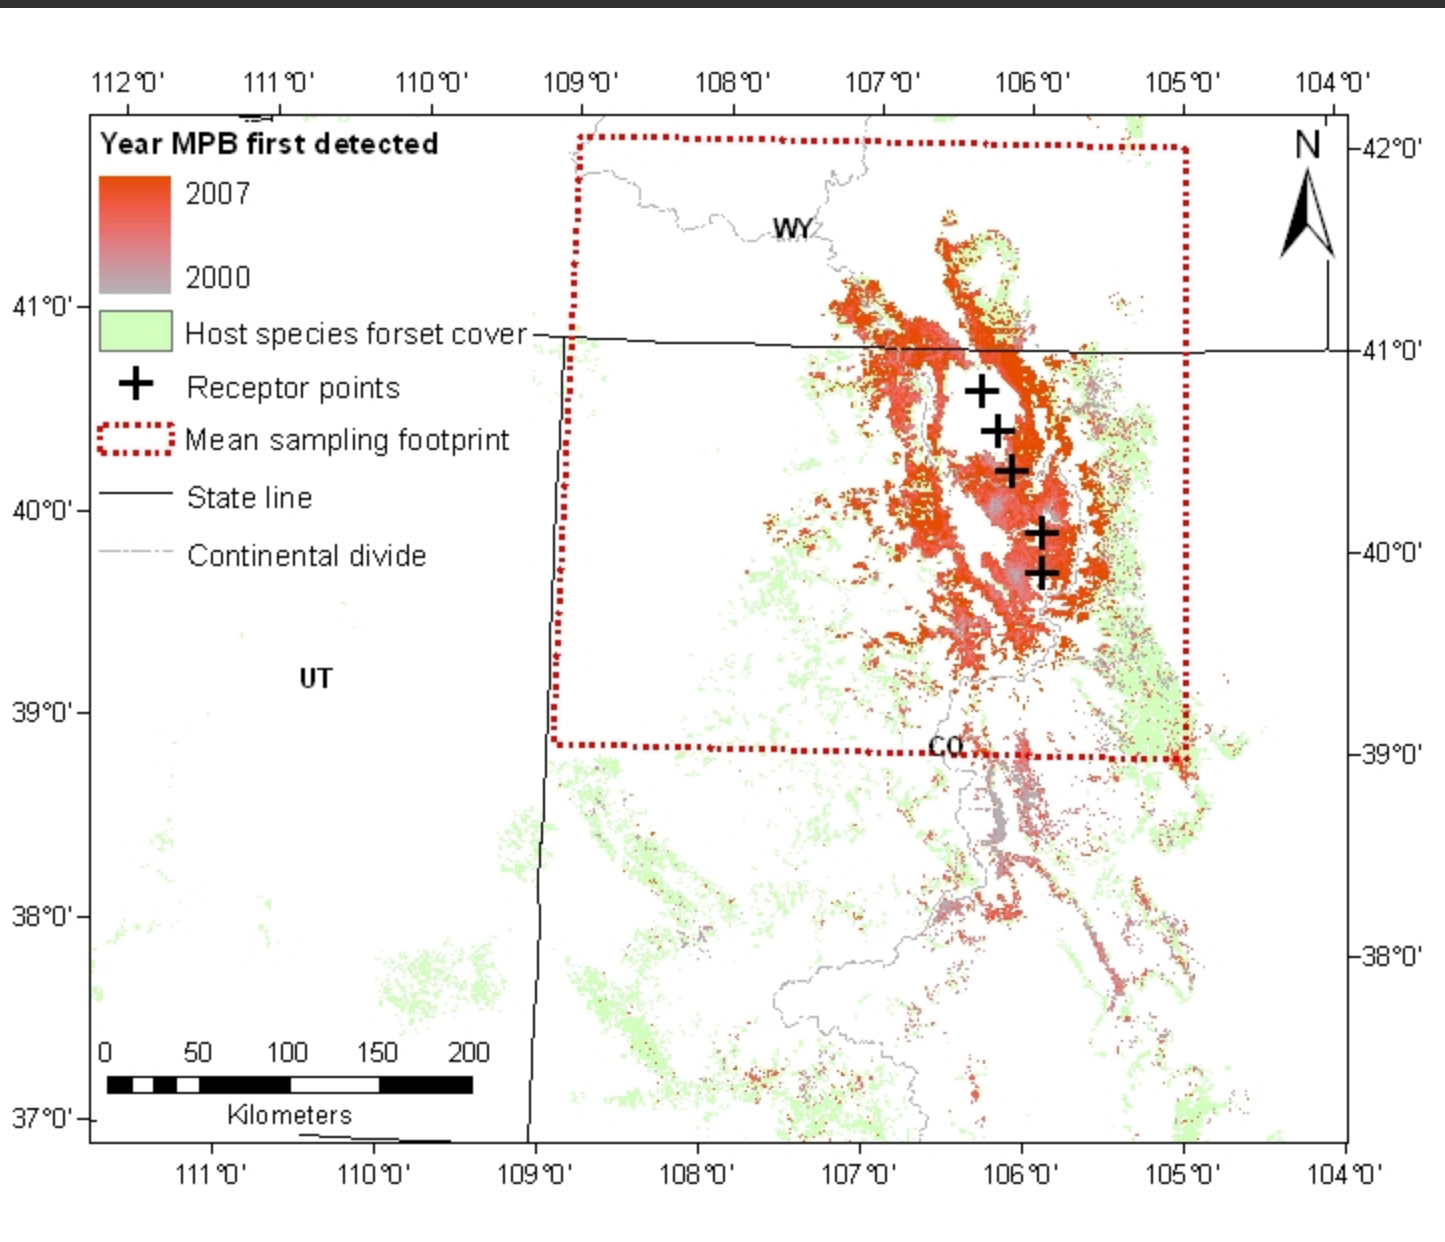 112°0' 111°0' 110°0' 109°0' 108°0' 107°0' 106°0' 105°0' 104°0'
Year MPB first detected
2007
2000
Host species forset cover
Receptor points
Mean sampling footprint
State line
Continental divide
N
WY
UT
CO
41°0'
40°0'
39°0'
38°0'
37°0'
42°0'
41°0'
40°0'
39°0'
38°0'
0 50 100 150 200
Kilometers
111°0' 110°0' 109°0' 108°0' 107°0' 106°0' 105°0' 104°0'